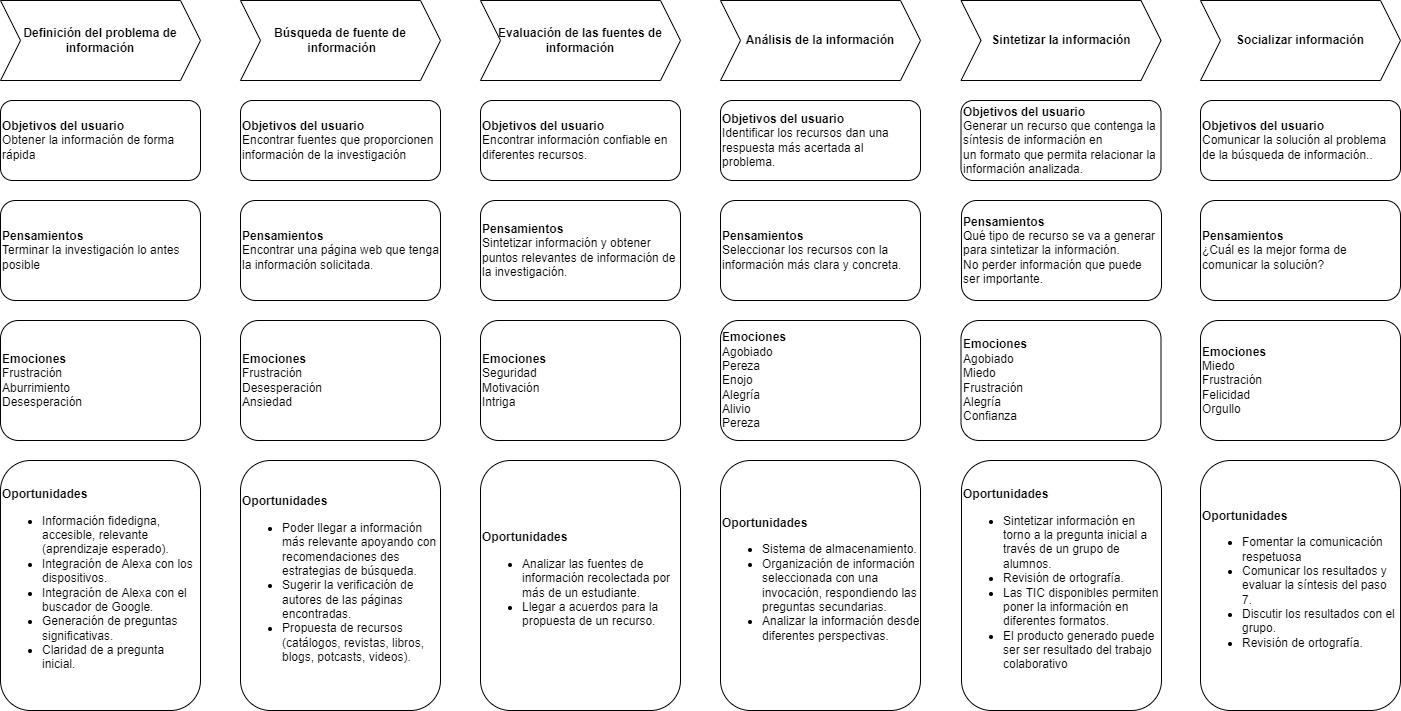 Definición del problema de
información
Búsqueda de fuente de
información
Evaluación de las fuentes de
información
Análisis de la información
Sintetizar la información
Socializar información
Objetivos del usuario
Obtener la información de forma
rápida
Objetivos del usuario
Encontrar fuentes que proporcionen
información de la investigación
Objetivos del usuario
Encontrar información confiable en
diferentes recursos.
Objetivos del usuario
Identificar los recursos dan una
respuesta más acertada al
problema.
Objetivos del usuario
Generar un recurso que contenga la
síntesis de información en
un formato que permita relacionar la
información analizada.
Objetivos del usuario
Comunicar la solución al problema
de la búsqueda de información..
Pensamientos
Terminar la investigación lo antes
posible
Pensamientos
Encontrar una página web que tenga
la información solicitada.
Pensamientos
Sintetizar información y obtener
puntos relevantes de información de
la investigación.
Pensamientos
Seleccionar los recursos con la
información más clara y concreta.
Pensamientos
Qué tipo de recurso se va a generar
para sintetizar la información.
No perder información que puede
ser importante.
Pensamientos
¿Cuál es la mejor forma de
comunicar la solución?
Emociones
Frustración
Aburrimiento
Desesperación
Emociones
Frustración
Desesperación
Ansiedad
Emociones
Seguridad
Motivación
Intriga
Emociones
Agobiado
Pereza
Enojo
Alegría
Alivio
Pereza
Emociones
Agobiado
Miedo
Frustración
Alegría
Confianza
Emociones
Miedo
Frustración
Felicidad
Orgullo
Oportunidades
• Información fidedigna,
accesible, relevante
(aprendizaje esperado).
• Integración de Alexa con los
dispositivos.
• Integración de Alexa con el
buscador de Google.
• Generación de preguntas
significativas.
• Claridad de a pregunta
inicial.
Oportunidades
• Poder llegar a información
más relevante apoyando con
recomendaciones des
estrategias de búsqueda.
• Sugerir la verificación de
autores de las páginas
encontradas.
• Propuesta de recursos
(catálogos, revistas, libros,
blogs, potcasts, videos).
Oportunidades
• Analizar las fuentes de
información recolectada por
más de un estudiante.
• Llegar a acuerdos para la
propuesta de un recurso.
Oportunidades
• Sistema de almacenamiento.
• Organización de información
seleccionada con una
invocación, respondiendo las
preguntas secundarias.
• Analizar la información desde
diferentes perspectivas.
Oportunidades
• Sintetizar información en
torno a la pregunta inicial a
través de un grupo de
alumnos.
• Revisión de ortografía.
• Las TIC disponibles permiten
poner la información en
diferentes formatos.
• El producto generado puede
ser ser resultado del trabajo
colaborativo
Oportunidades
• Fomentar la comunicación
respetuosa
• Comunicar los resultados y
evaluar la síntesis del paso
7.
• Discutir los resultados con el
grupo.
• Revisión de ortografía.